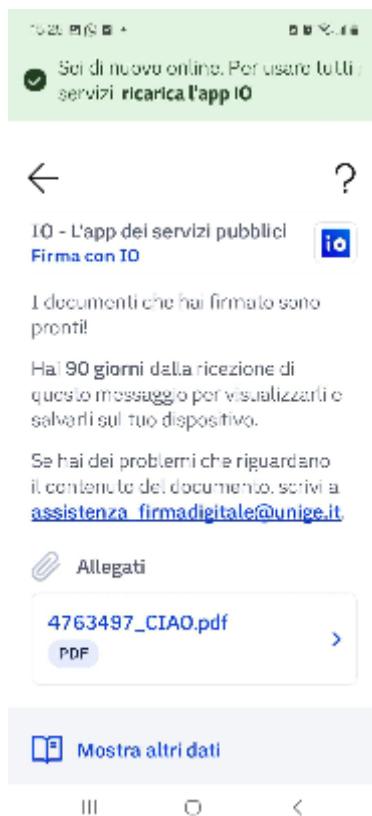 Sei di nuovo online. Per usare tutti i
servizi ricarica l'app IO
IO - L'app dei servizi pubblici
io
Firma con IO
I documenti che hai firmato sono
pronti!
Hai 90 giorni dalla ricezione di
questo messaggio per visualizzarli e
salvarli sul tuo dispositivo.
Se hai dei problemi che riguardano
il contenuto del documento, scrivi a
assistenza_firmadigitale@unige.it.
Allegati
4763497_CIAO.pdf
PDF
Mostra altri dati